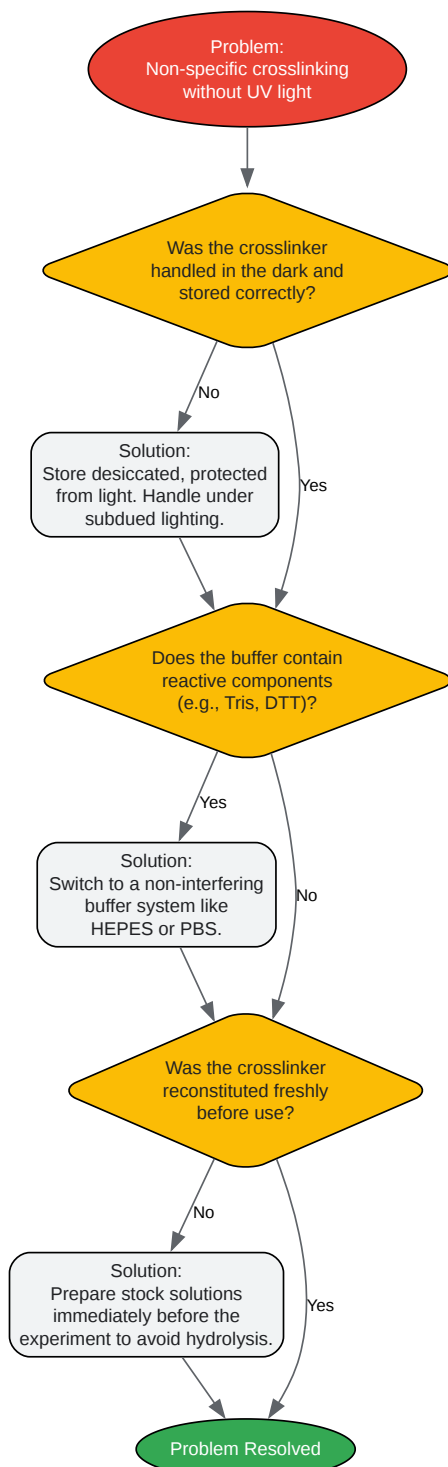 Problem:
Non-specific crosslinking
without UV light
Was the crosslinker
handled in the dark and
stored correctly?
No
Solution:
Store desiccated, protected
from light. Handle under
subdued lighting.
Yes
Does the buffer contain
reactive components
(e.g., Tris, DTT)?
Yes
Solution:
Switch to a non-interfering
buffer system like
HEPES or PBS.
No
Was the crosslinker
reconstituted freshly
before use?
No
Solution:
Prepare stock solutions
immediately before the
experiment to avoid hydrolysis.
Yes
Problem Resolved